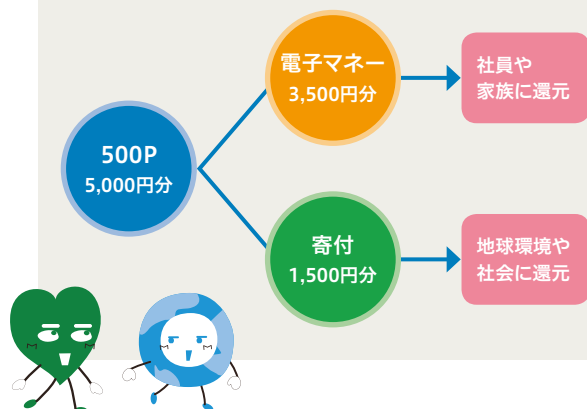 500P
5,000円分
電子マネー
3,500円分
社員や
家族に還元
寄付
1,500円分
地球環境や
社会に還元